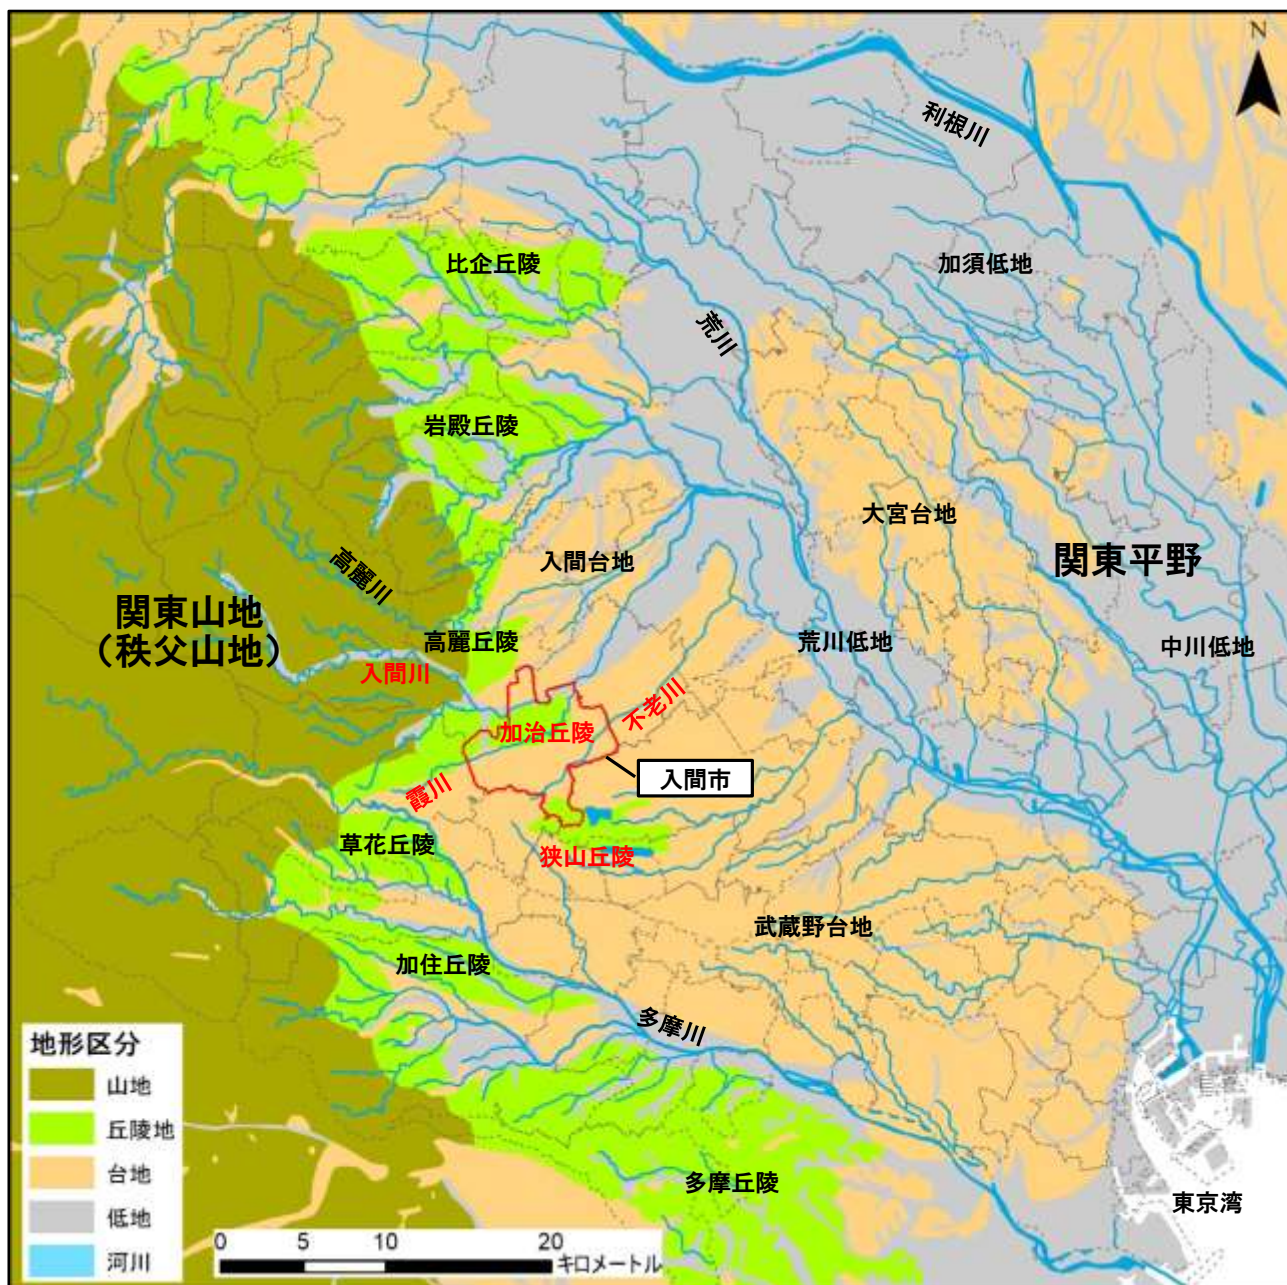 N
利根川
比企丘陵
加須低地
荒川
岩殿丘陵
大宮台地
入間台地
高麗川
関東平野
関東山地
(秩父山地)
高麗丘陵
荒川低地
中川低地
入間川
不老川
加治丘陵
入間市
霞川
草花丘陵
狭山丘陵
武蔵野台地
加住丘陵
多摩川
地形区分
山地
丘陵地
台地
低地
河川
多摩丘陵
東京湾
0 5 10 20
キロメートル